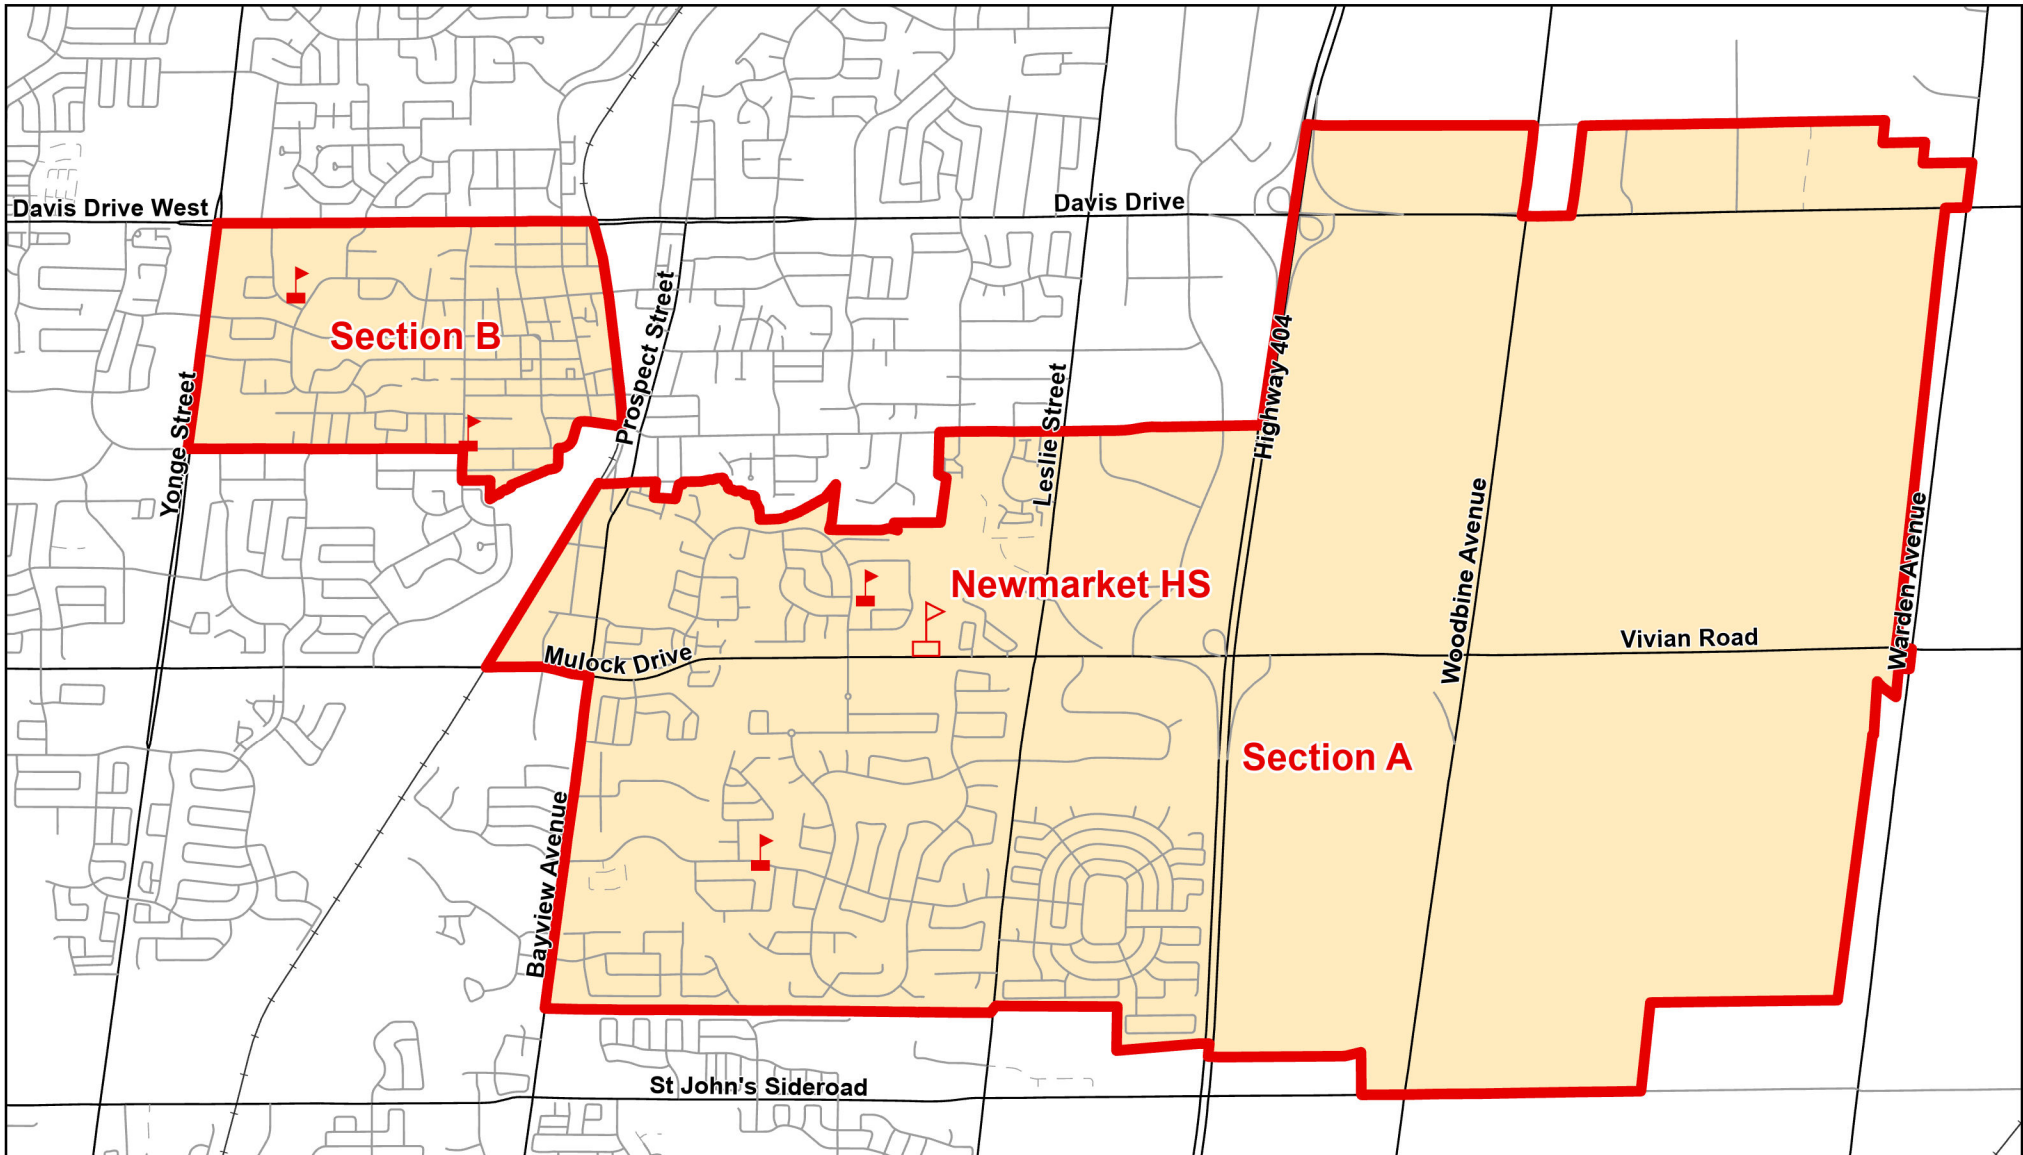 Davis Drive West
Davis Drive
Section B
Prospect Street
Highway 404
Yonge Street
Leslie Street
Newmarket HS
Woodbine Avenue
Warden Avenue
Vivian Road
Mulock Drive
Section A
Bayview Avenue
St John's Sideroad